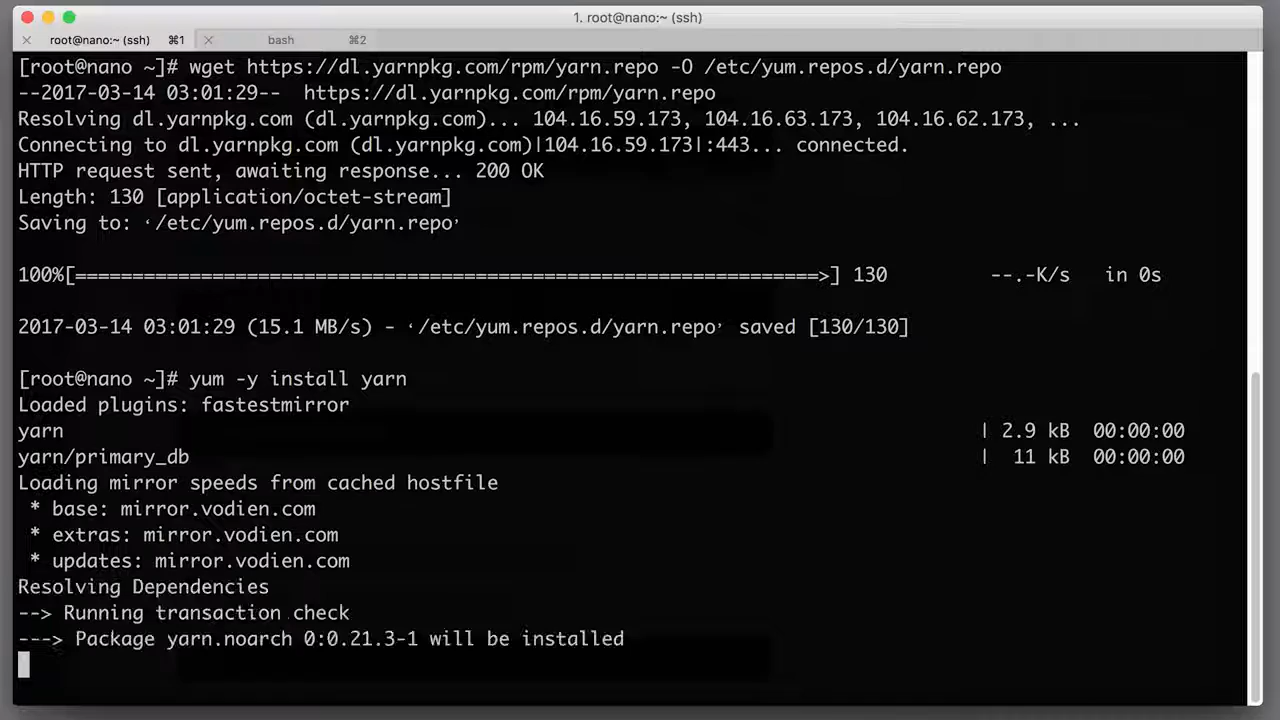 1. root@nano:~ (ssh)
× root@nano:~ (ssh) ⌘1 × bash ⌘2
[root@nano ~]# wget https://dl.yarnpkg.com/rpm/yarn.repo -O /etc/yum.repos.d/yarn.repo
--2017-03-14 03:01:29--  https://dl.yarnpkg.com/rpm/yarn.repo
Resolving dl.yarnpkg.com (dl.yarnpkg.com)... 104.16.59.173, 104.16.63.173, 104.16.62.173, ...
Connecting to dl.yarnpkg.com (dl.yarnpkg.com)|104.16.59.173|:443... connected.
HTTP request sent, awaiting response... 200 OK
Length: 130 [application/octet-stream]
Saving to: ‘/etc/yum.repos.d/yarn.repo’
100%[=================================================================>] 130 --.-K/s in 0s
2017-03-14 03:01:29 (15.1 MB/s) - ‘/etc/yum.repos.d/yarn.repo’ saved [130/130]
[root@nano ~]# yum -y install yarn
Loaded plugins: fastestmirror
yarn | 2.9 kB 00:00:00
yarn/primary_db | 11 kB 00:00:00
Loading mirror speeds from cached hostfile
* base: mirror.vodien.com
* extras: mirror.vodien.com
* updates: mirror.vodien.com
Resolving Dependencies
--> Running transaction check
---> Package yarn.noarch 0:0.21.3-1 will be installed